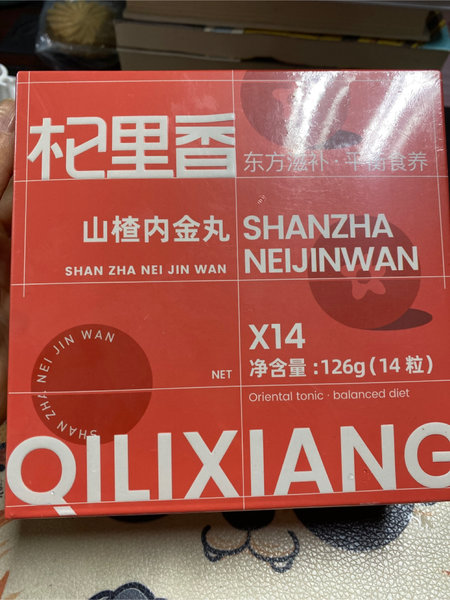 杞里香
东方滋补·平衡食养
山楂内金丸
SHAN ZHA NEI JIN WAN
SHANZHA
NEIJINWAN
SHAN ZHA NEI JIN WAN
X14
NET
净含量:126g(14粒)
Oriental tonic · balanced diet
QILIXIANG